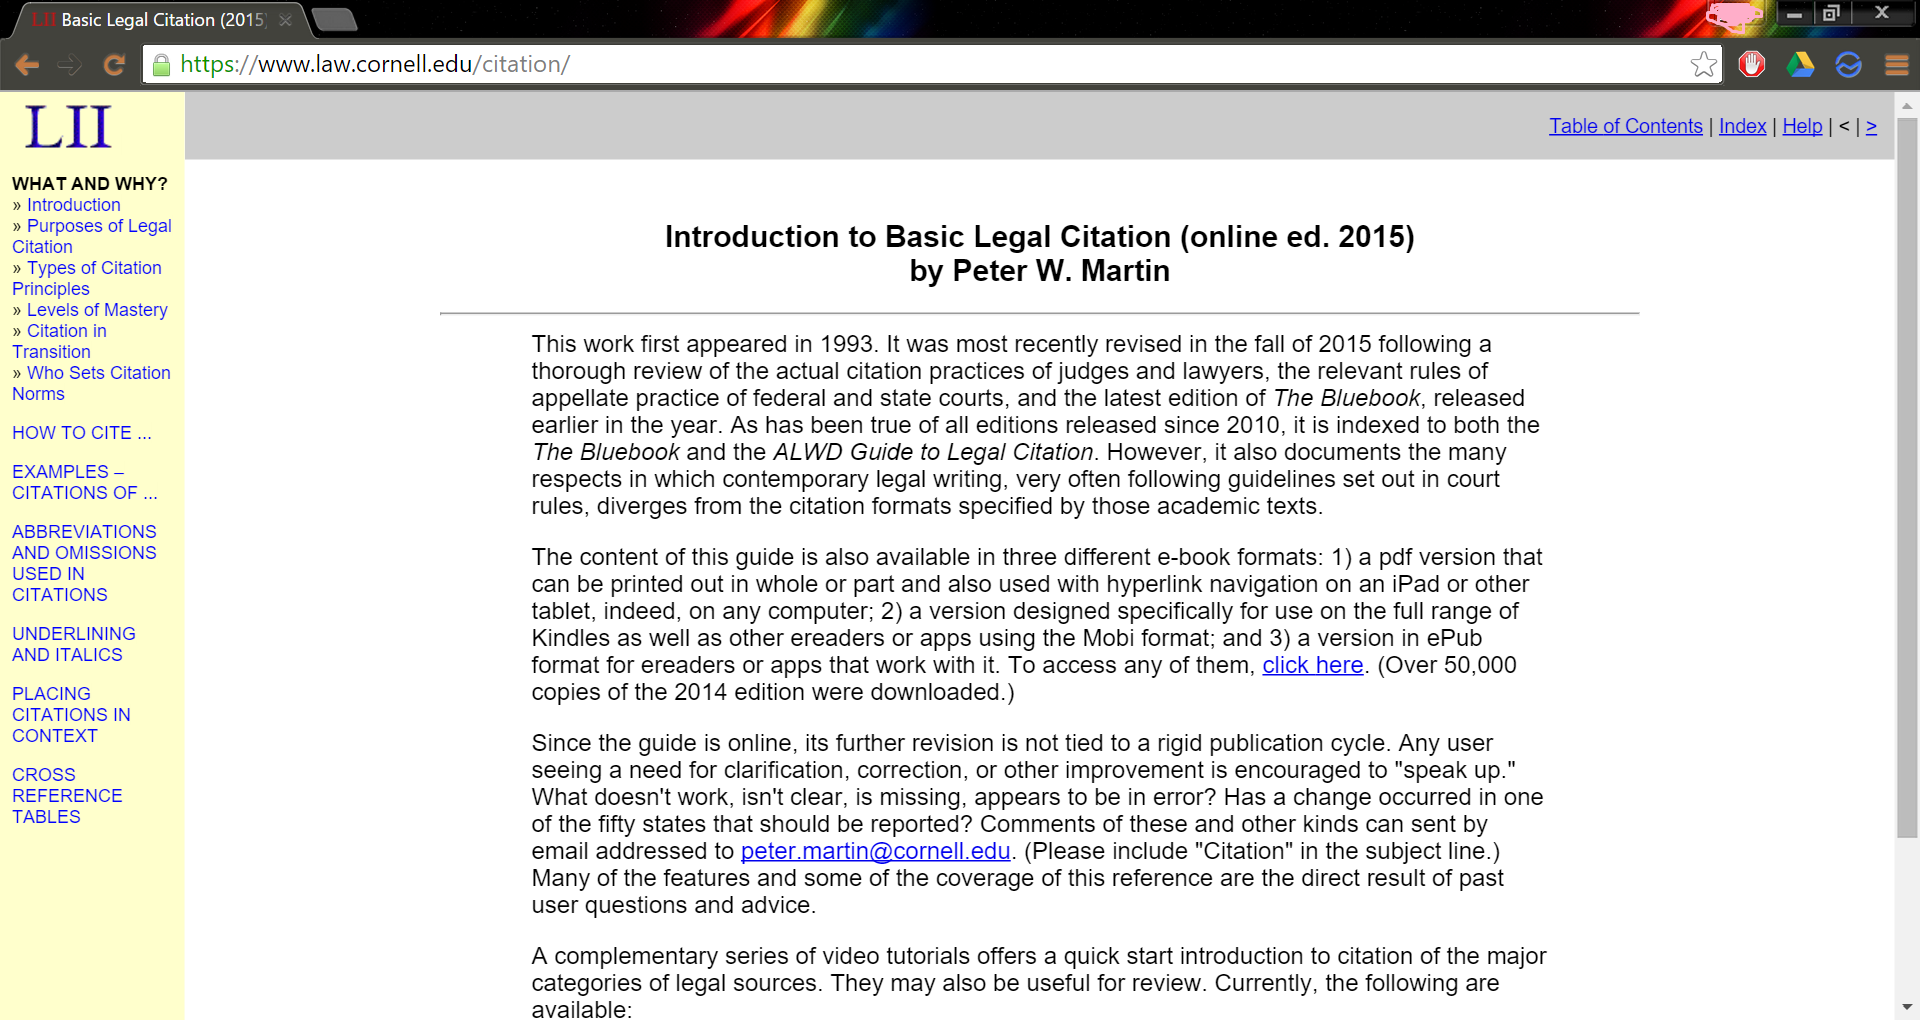 LII Basic Legal Citation (2015)
https://www.law.cornell.edu/citation/
LII
Table of Contents | Index | Help | < | >
WHAT AND WHY?
» Introduction
» Purposes of Legal
Citation
» Types of Citation
Principles
» Levels of Mastery
» Citation in
Transition
» Who Sets Citation
Norms
HOW TO CITE ...
EXAMPLES –
CITATIONS OF ...
ABBREVIATIONS
AND OMISSIONS
USED IN
CITATIONS
UNDERLINING
AND ITALICS
PLACING
CITATIONS IN
CONTEXT
CROSS
REFERENCE
TABLES
Introduction to Basic Legal Citation (online ed. 2015)
by Peter W. Martin
This work first appeared in 1993. It was most recently revised in the fall of 2015 following a
thorough review of the actual citation practices of judges and lawyers, the relevant rules of
appellate practice of federal and state courts, and the latest edition of The Bluebook, released
earlier in the year. As has been true of all editions released since 2010, it is indexed to both the
The Bluebook and the ALWD Guide to Legal Citation. However, it also documents the many
respects in which contemporary legal writing, very often following guidelines set out in court
rules, diverges from the citation formats specified by those academic texts.
The content of this guide is also available in three different e-book formats: 1) a pdf version that
can be printed out in whole or part and also used with hyperlink navigation on an iPad or other
tablet, indeed, on any computer; 2) a version designed specifically for use on the full range of
Kindles as well as other ereaders or apps using the Mobi format; and 3) a version in ePub
format for ereaders or apps that work with it. To access any of them, click here. (Over 50,000
copies of the 2014 edition were downloaded.)
Since the guide is online, its further revision is not tied to a rigid publication cycle. Any user
seeing a need for clarification, correction, or other improvement is encouraged to "speak up."
What doesn't work, isn't clear, is missing, appears to be in error? Has a change occurred in one
of the fifty states that should be reported? Comments of these and other kinds can sent by
email addressed to peter.martin@cornell.edu. (Please include "Citation" in the subject line.)
Many of the features and some of the coverage of this reference are the direct result of past
user questions and advice.
A complementary series of video tutorials offers a quick start introduction to citation of the major
categories of legal sources. They may also be useful for review. Currently, the following are
available: